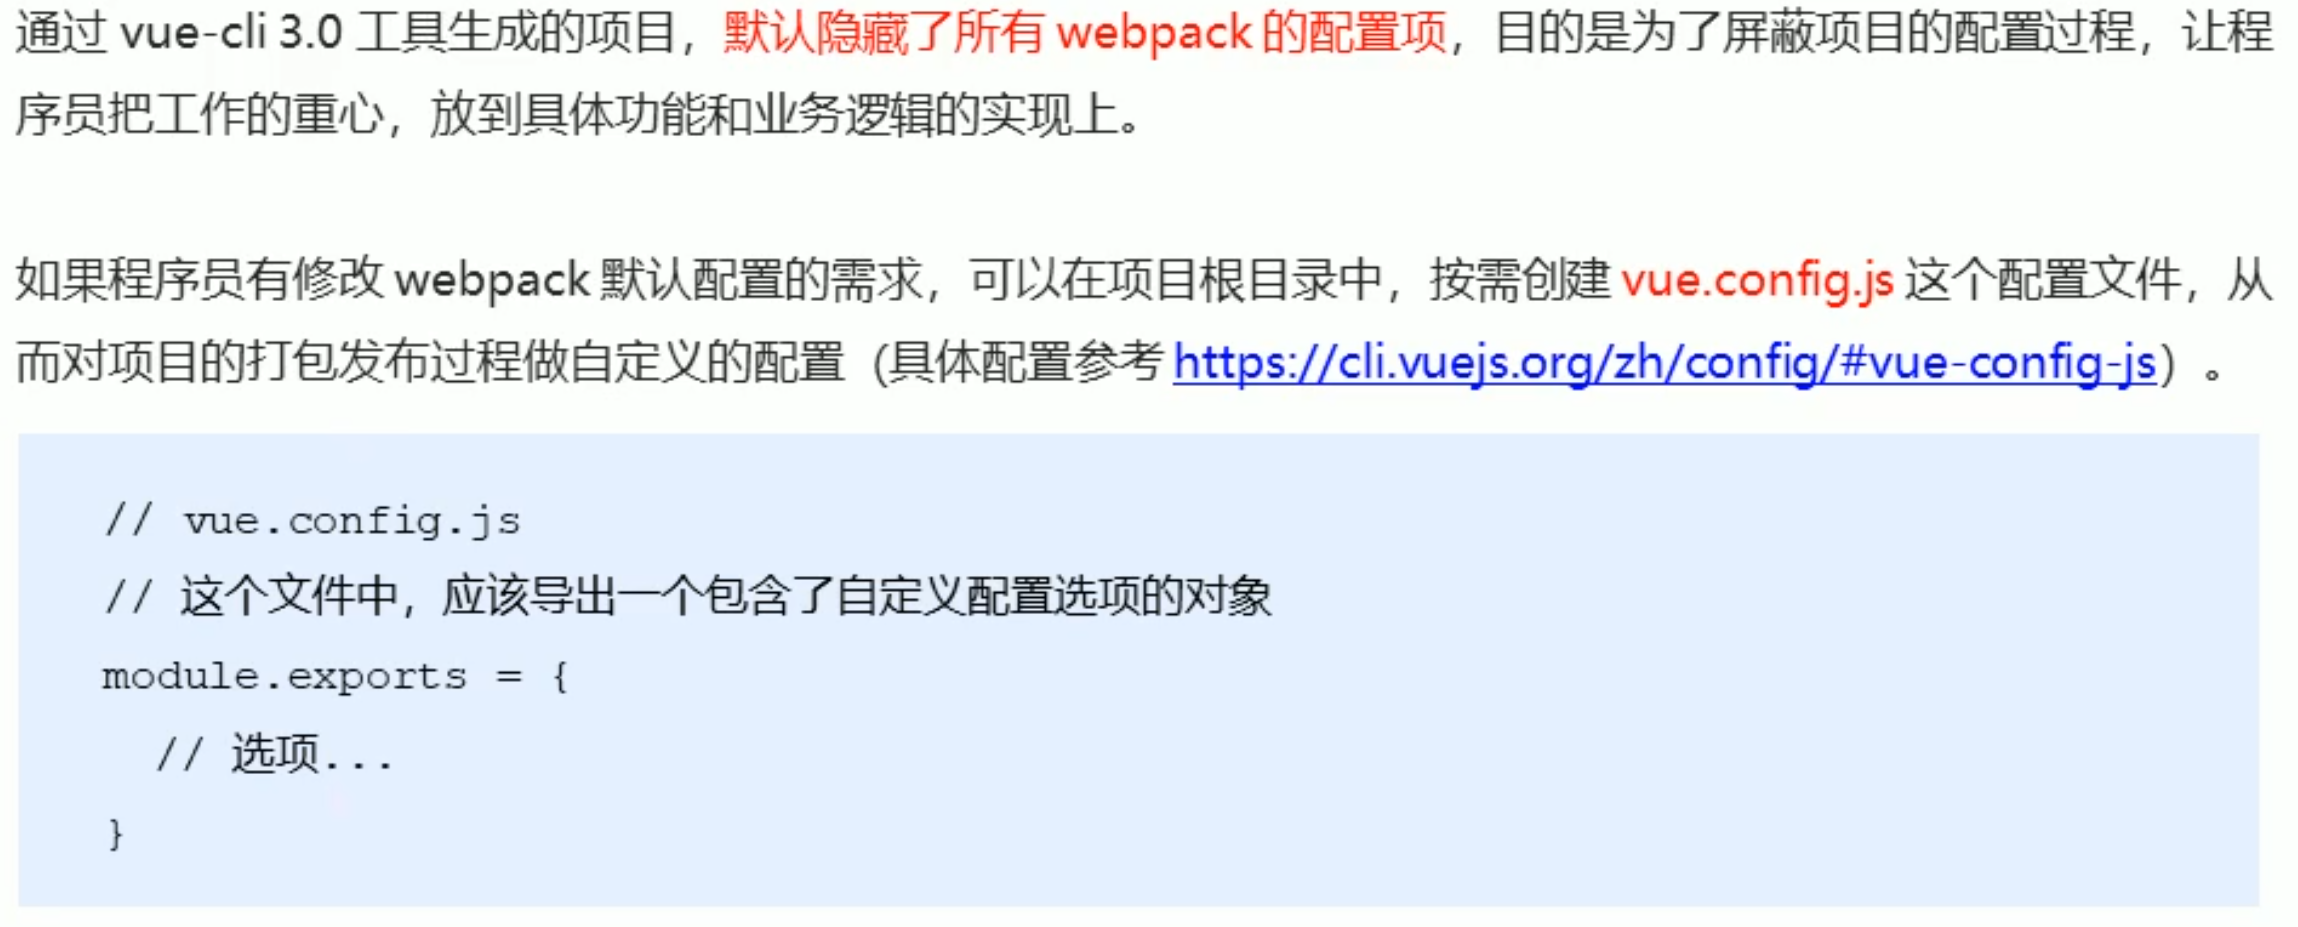 通过 vue-cli 3.0 工具生成的项目，默认隐藏了所有 webpack 的配置项，目的是为了屏蔽项目的配置过程，让程
序员把工作的重心，放到具体功能和业务逻辑的实现上。
如果程序员有修改 webpack 默认配置的需求，可以在项目根目录中，按需创建 vue.config.js 这个配置文件，从
而对项目的打包发布过程做自定义的配置（具体配置参考 https://cli.vuejs.org/zh/config/#vue-config-js）。
// vue.config.js
// 这个文件中，应该导出一个包含了自定义配置选项的对象
module.exports = {
// 选项...
}